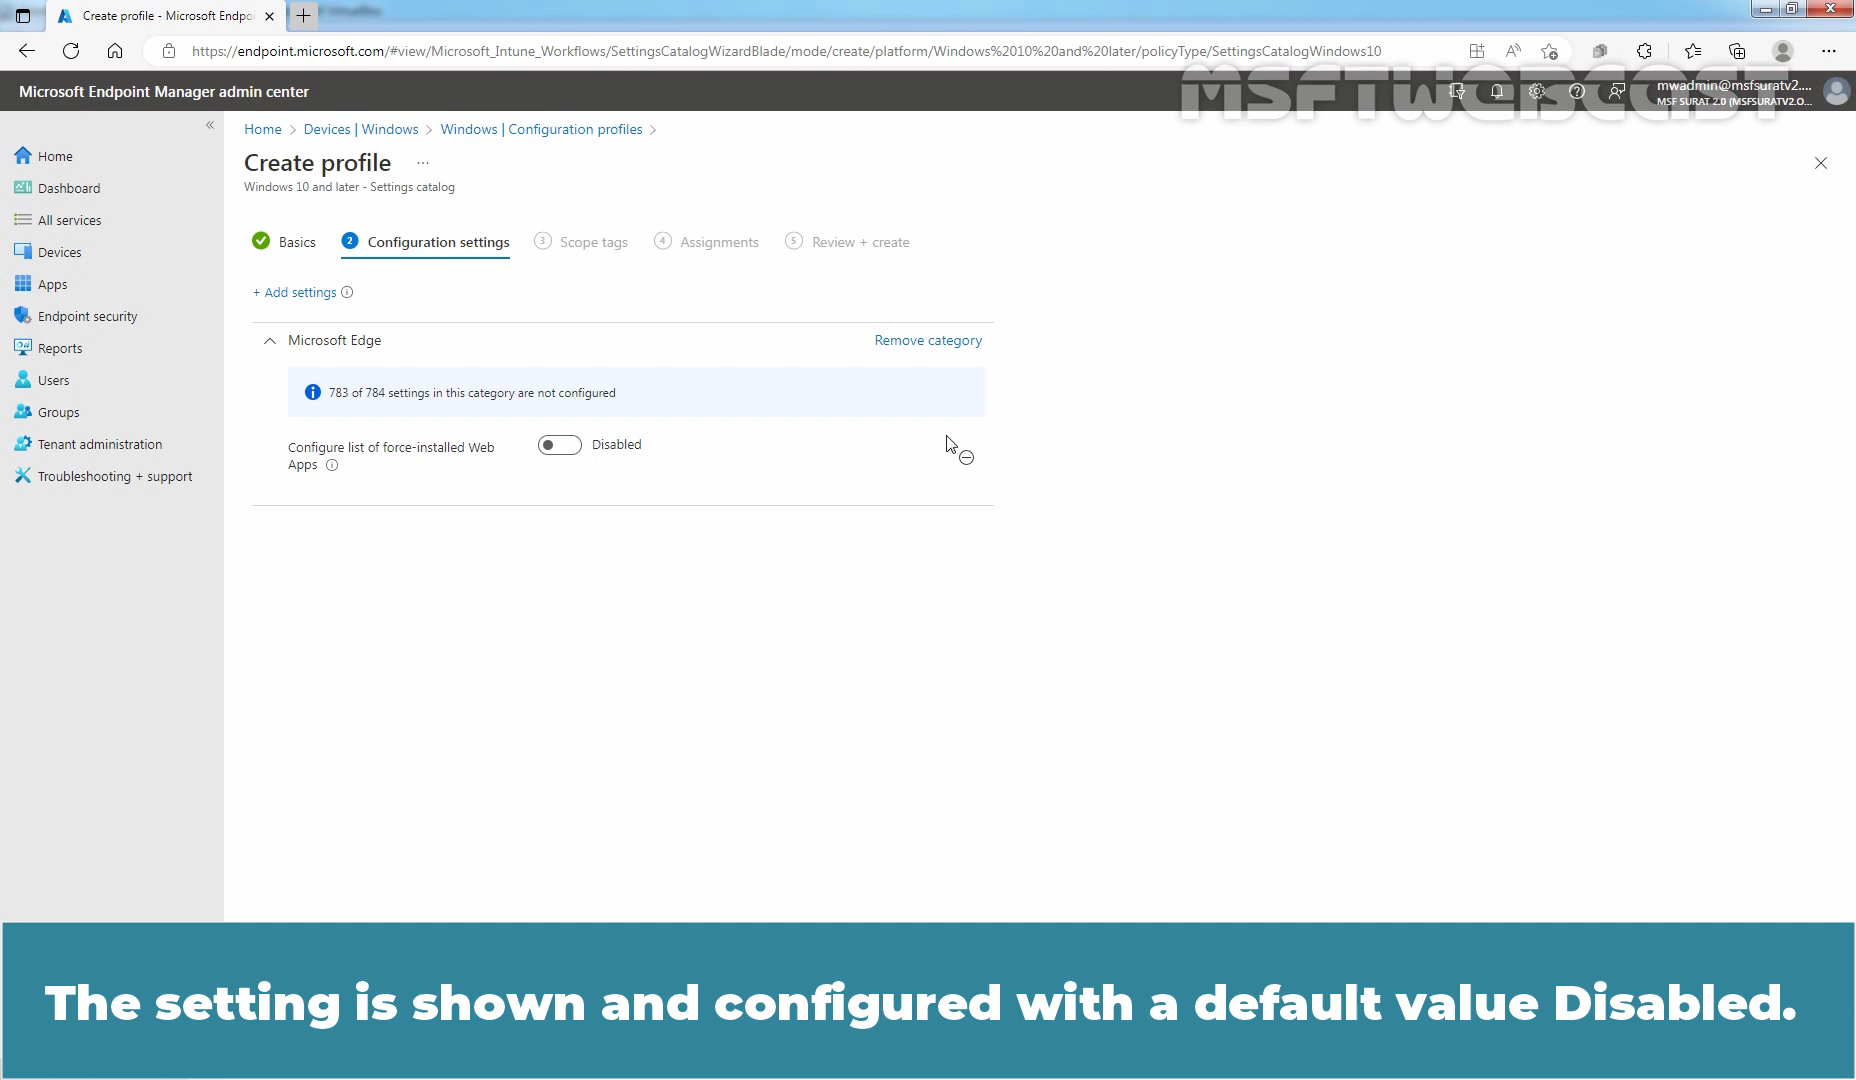 Create profile - Microsoft Endpo
https://endpoint.microsoft.com/#view/Microsoft_Intune_Workflows/SettingsCatalogWizardBlade/mode/create/platform/Windows%2010%20and%20later/policyType/SettingsCatalogWindows10
MSFTWEBCAST
Microsoft Endpoint Manager admin center
mwadmin@msfsuratv2....
MSF SURAT 2.0 (MSFSURATV2.O...
Home > Devices | Windows > Windows | Configuration profiles >
Create profile ...
Windows 10 and later - Settings catalog
Home
Dashboard
All services
Devices
Apps
Endpoint security
Reports
Users
Groups
Tenant administration
Troubleshooting + support
Basics 2 Configuration settings 3 Scope tags 4 Assignments 5 Review + create
+ Add settings
Microsoft Edge Remove category
783 of 784 settings in this category are not configured
Configure list of force-installed Web
Apps
Disabled
The setting is shown and configured with a default value Disabled.